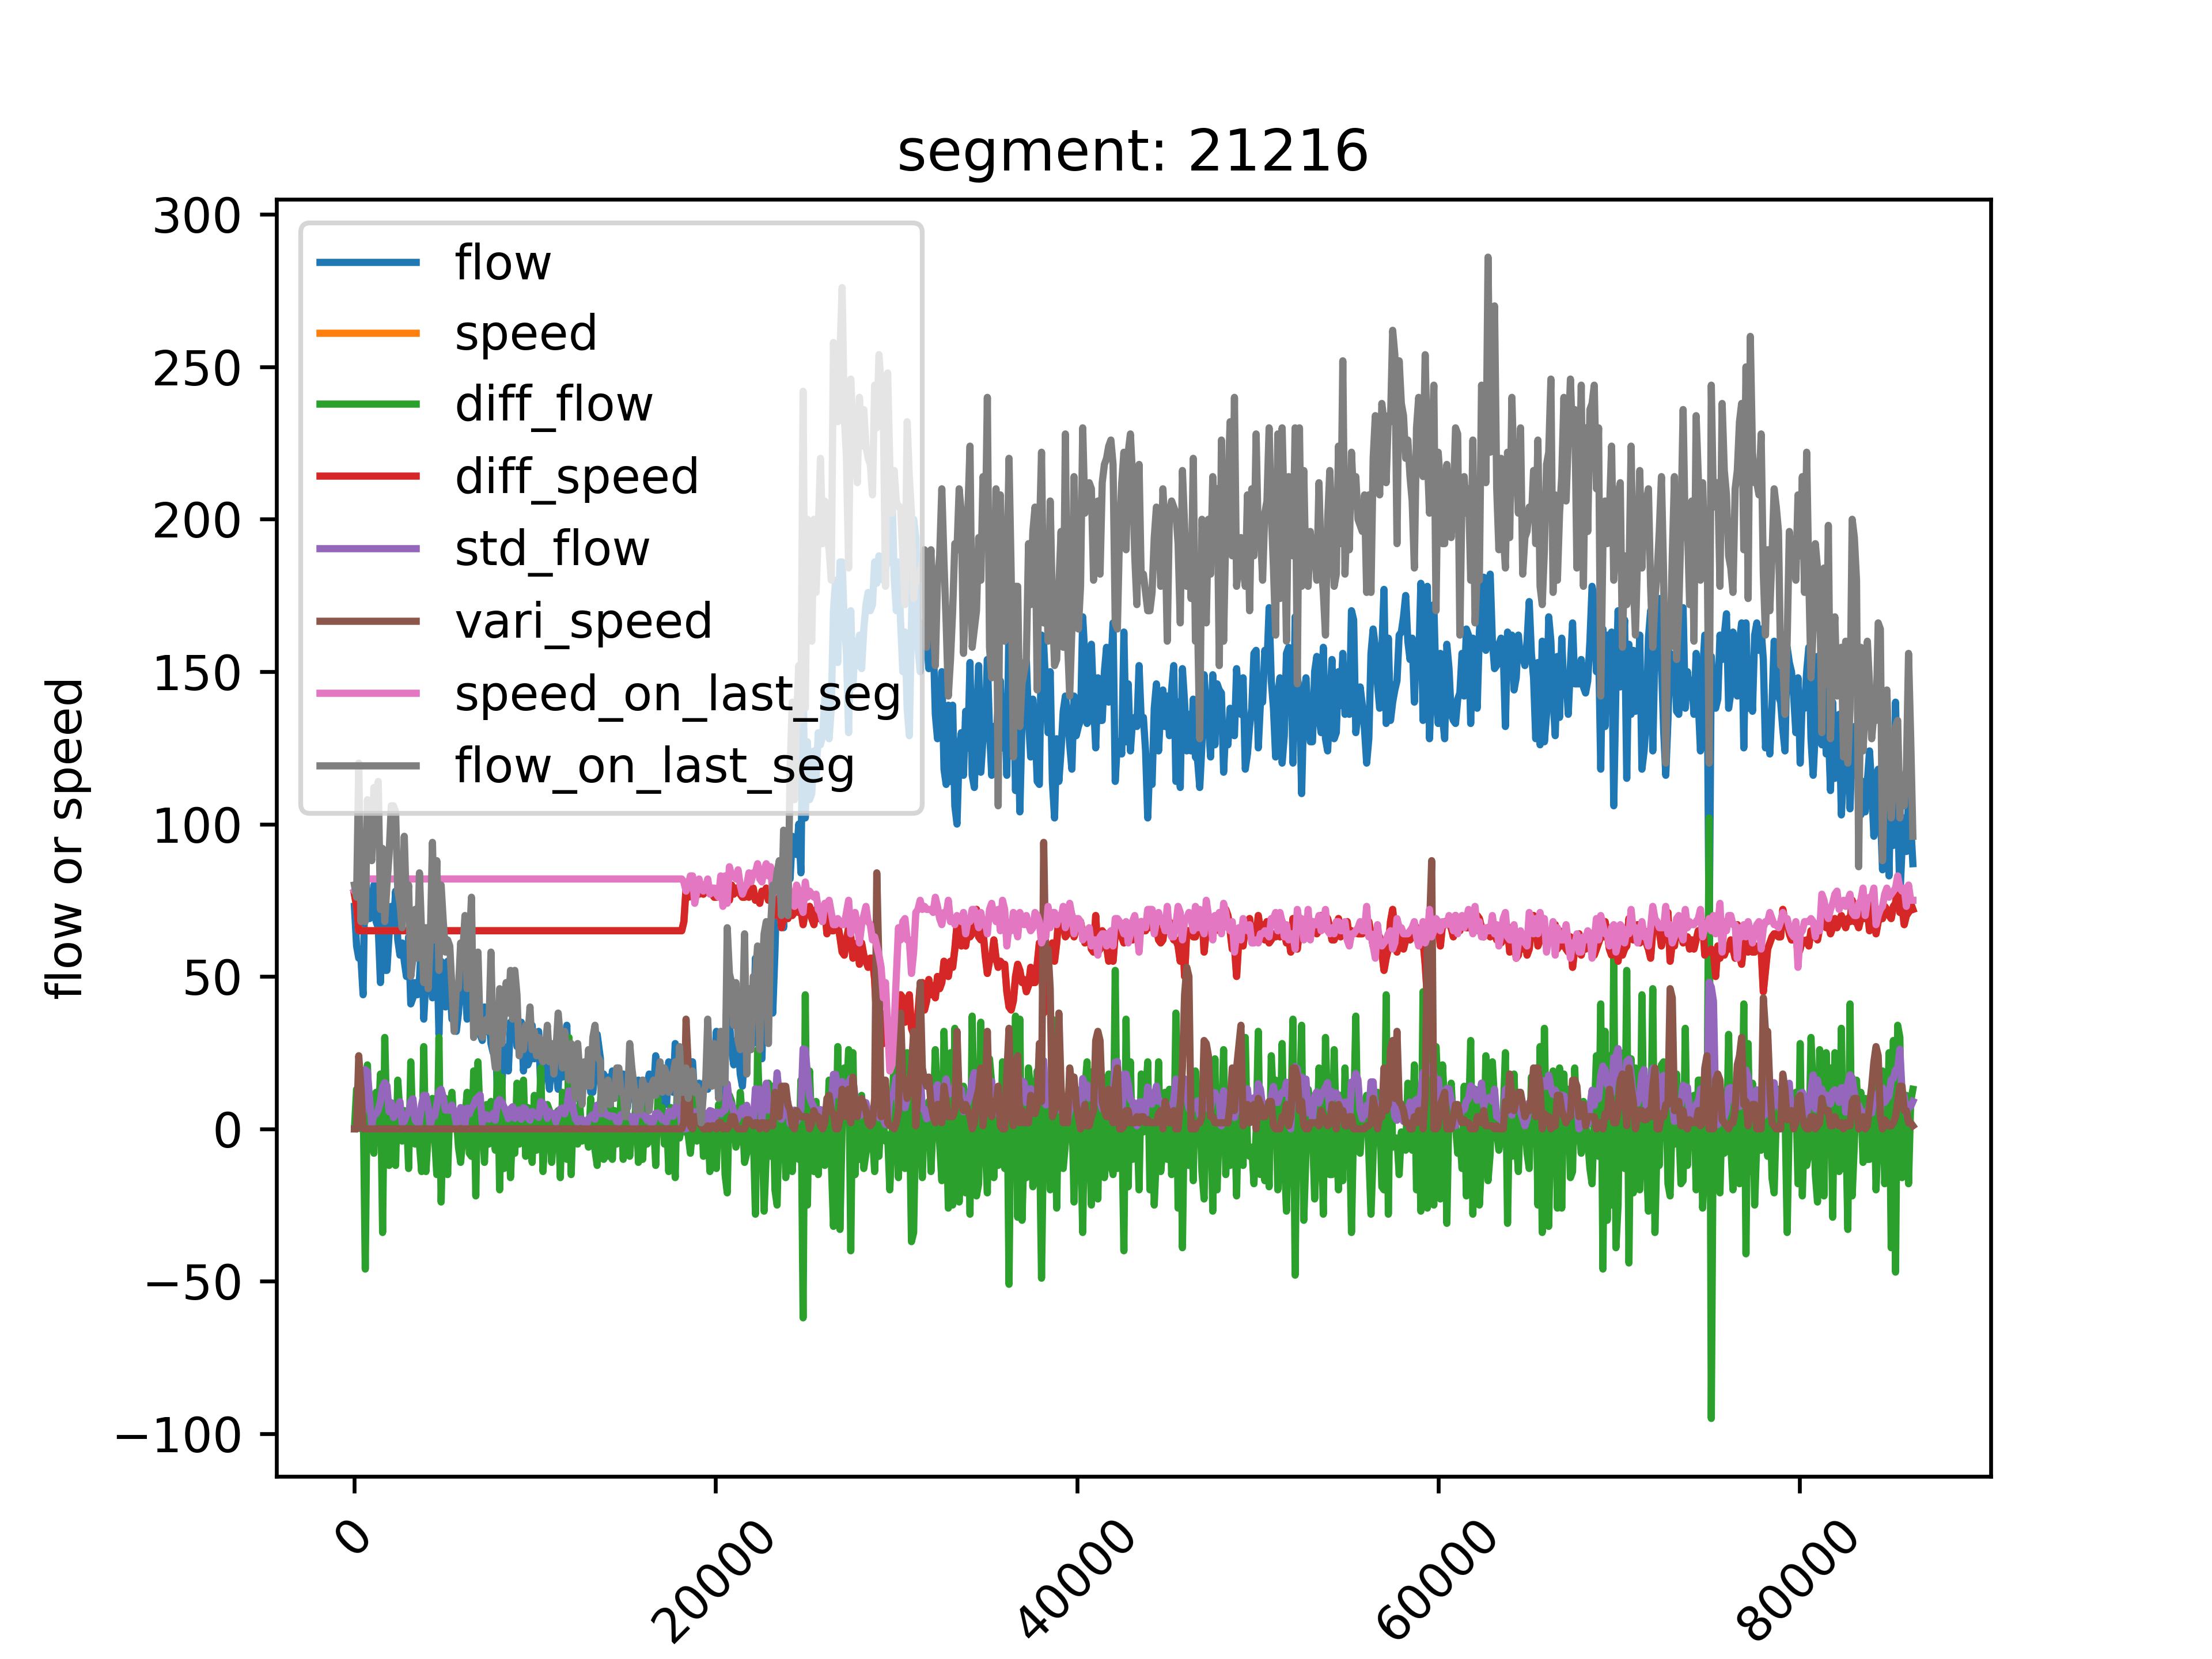 segment: 21216
300
250
200
150
100
50
0
−50
−100
flow or speed
flow
speed
diff_flow
diff_speed
std_flow
vari_speed
speed_on_last_seg
flow_on_last_seg
0
20000
40000
60000
80000